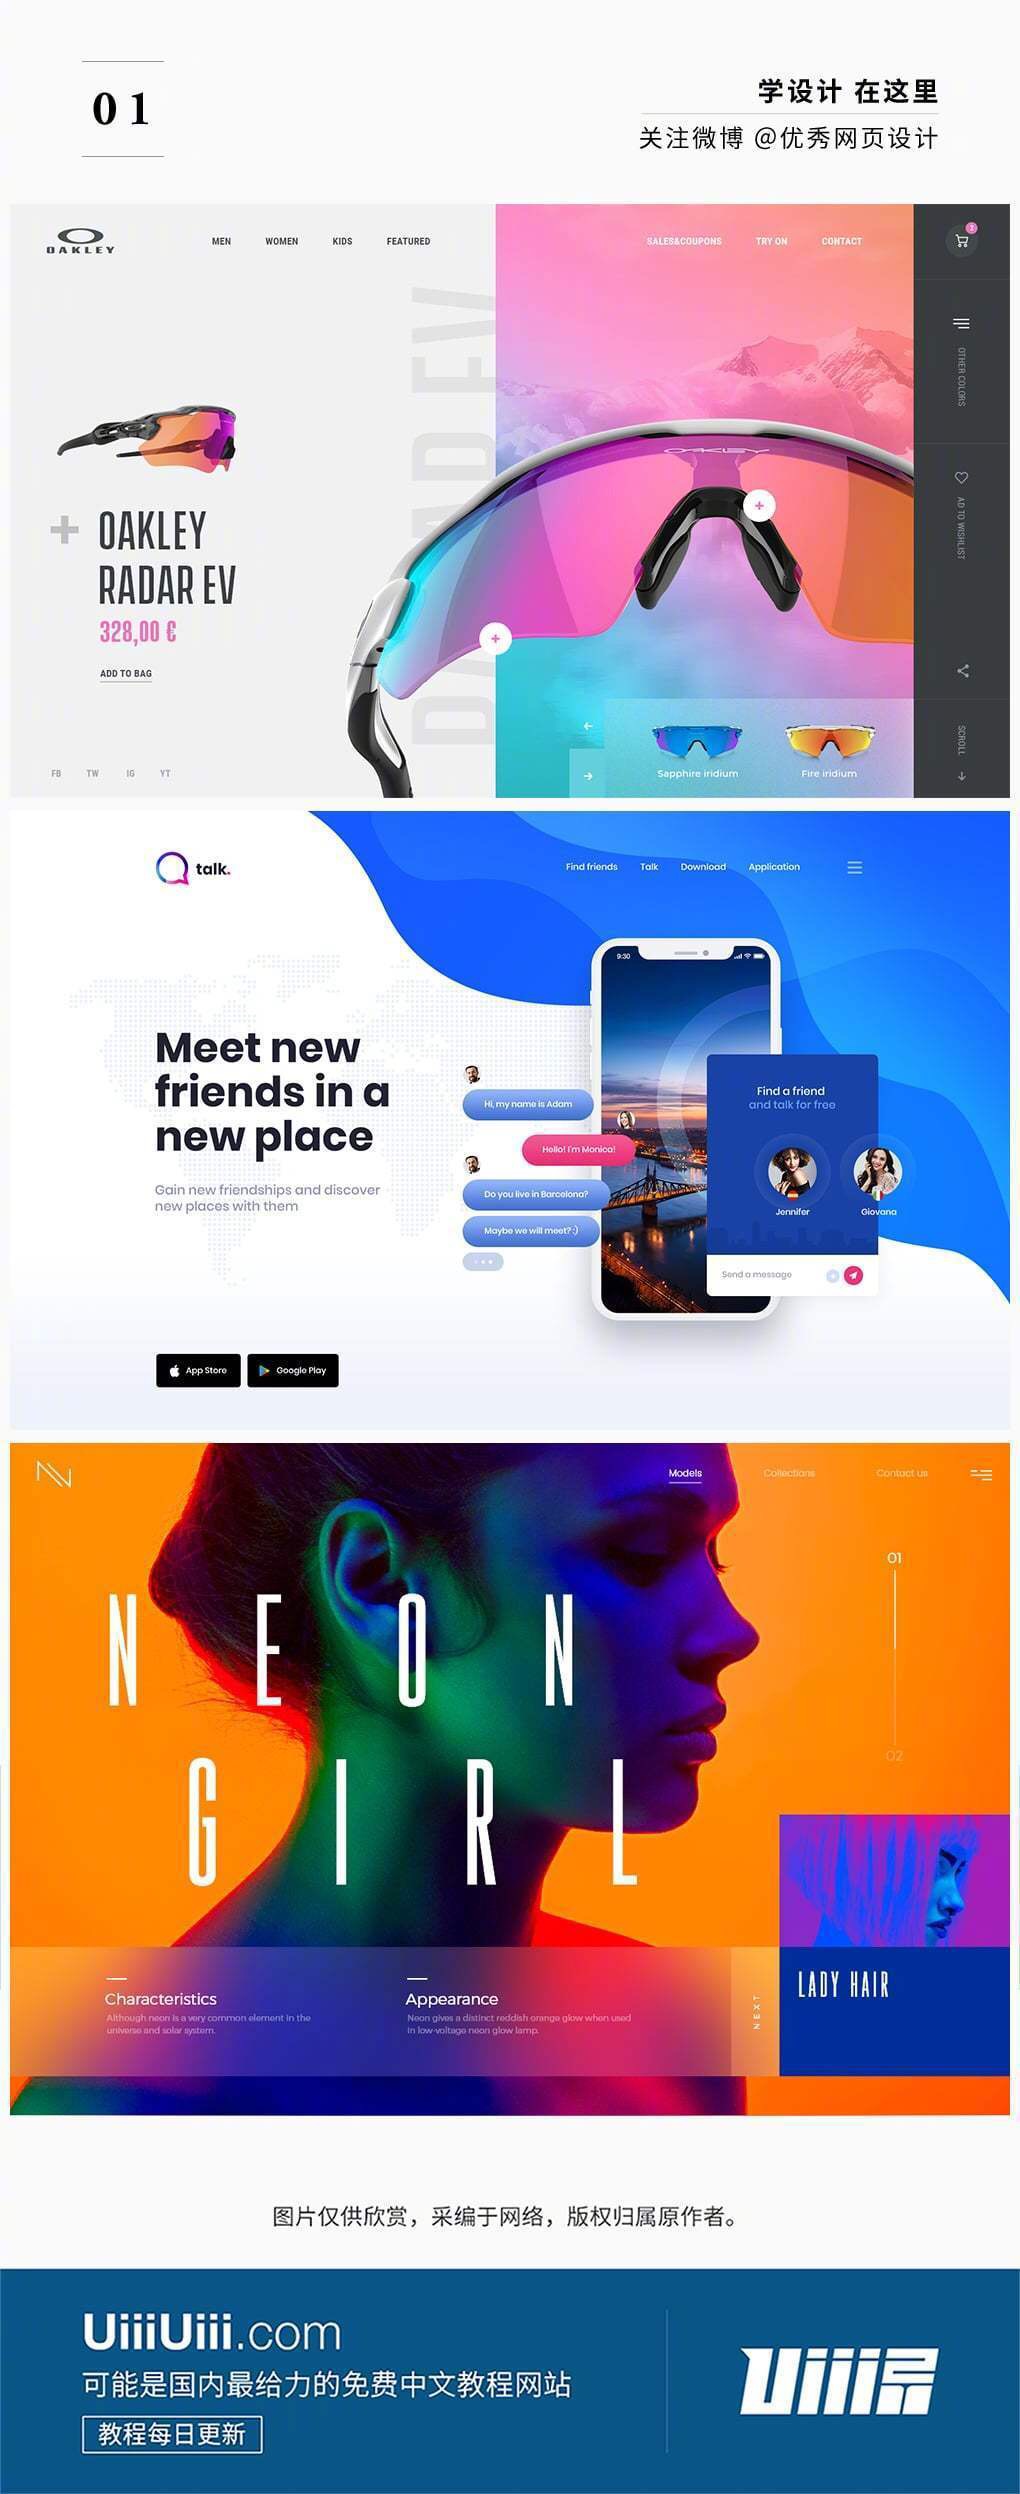 01
学设计 在这里
关注微博 @优秀网页设计
OAKLEY
MEN WOMEN KIDS FEATURED
SALES&COUPONS TRY ON CONTACT
3
OTHER COLORS
OAKLEY
AD TO WISHLIST
OAKLEY
RADAR EV
328,00 €
ADD TO BAG
Sapphire iridium Fire iridium
SCROLL
FB TW IG YT
talk.
Find friends Talk Download Application
9:30
Meet new
friends in a
new place
Gain new friendships and discover
new places with them
Hi, my name is Adam
Hello! I'm Monica!
Do you live in Barcelona?
Maybe we will meet? :)
Find a friend
and talk for free
Jennifer Giovana
Send a message
App Store Google Play
Models Collections Contact us
01
NEON
02
GIRL
LADY HAIR
Characteristics
Although neon is a very common element in the
universe and solar system.
Appearance
Neon gives a distinct reddish orange glow when used
in low-voltage neon glow lamp.
NEXT
图片仅供欣赏，采编于网络，版权归属原作者。
UiiiUiii.com
可能是国内最给力的免费中文教程网站
教程每日更新